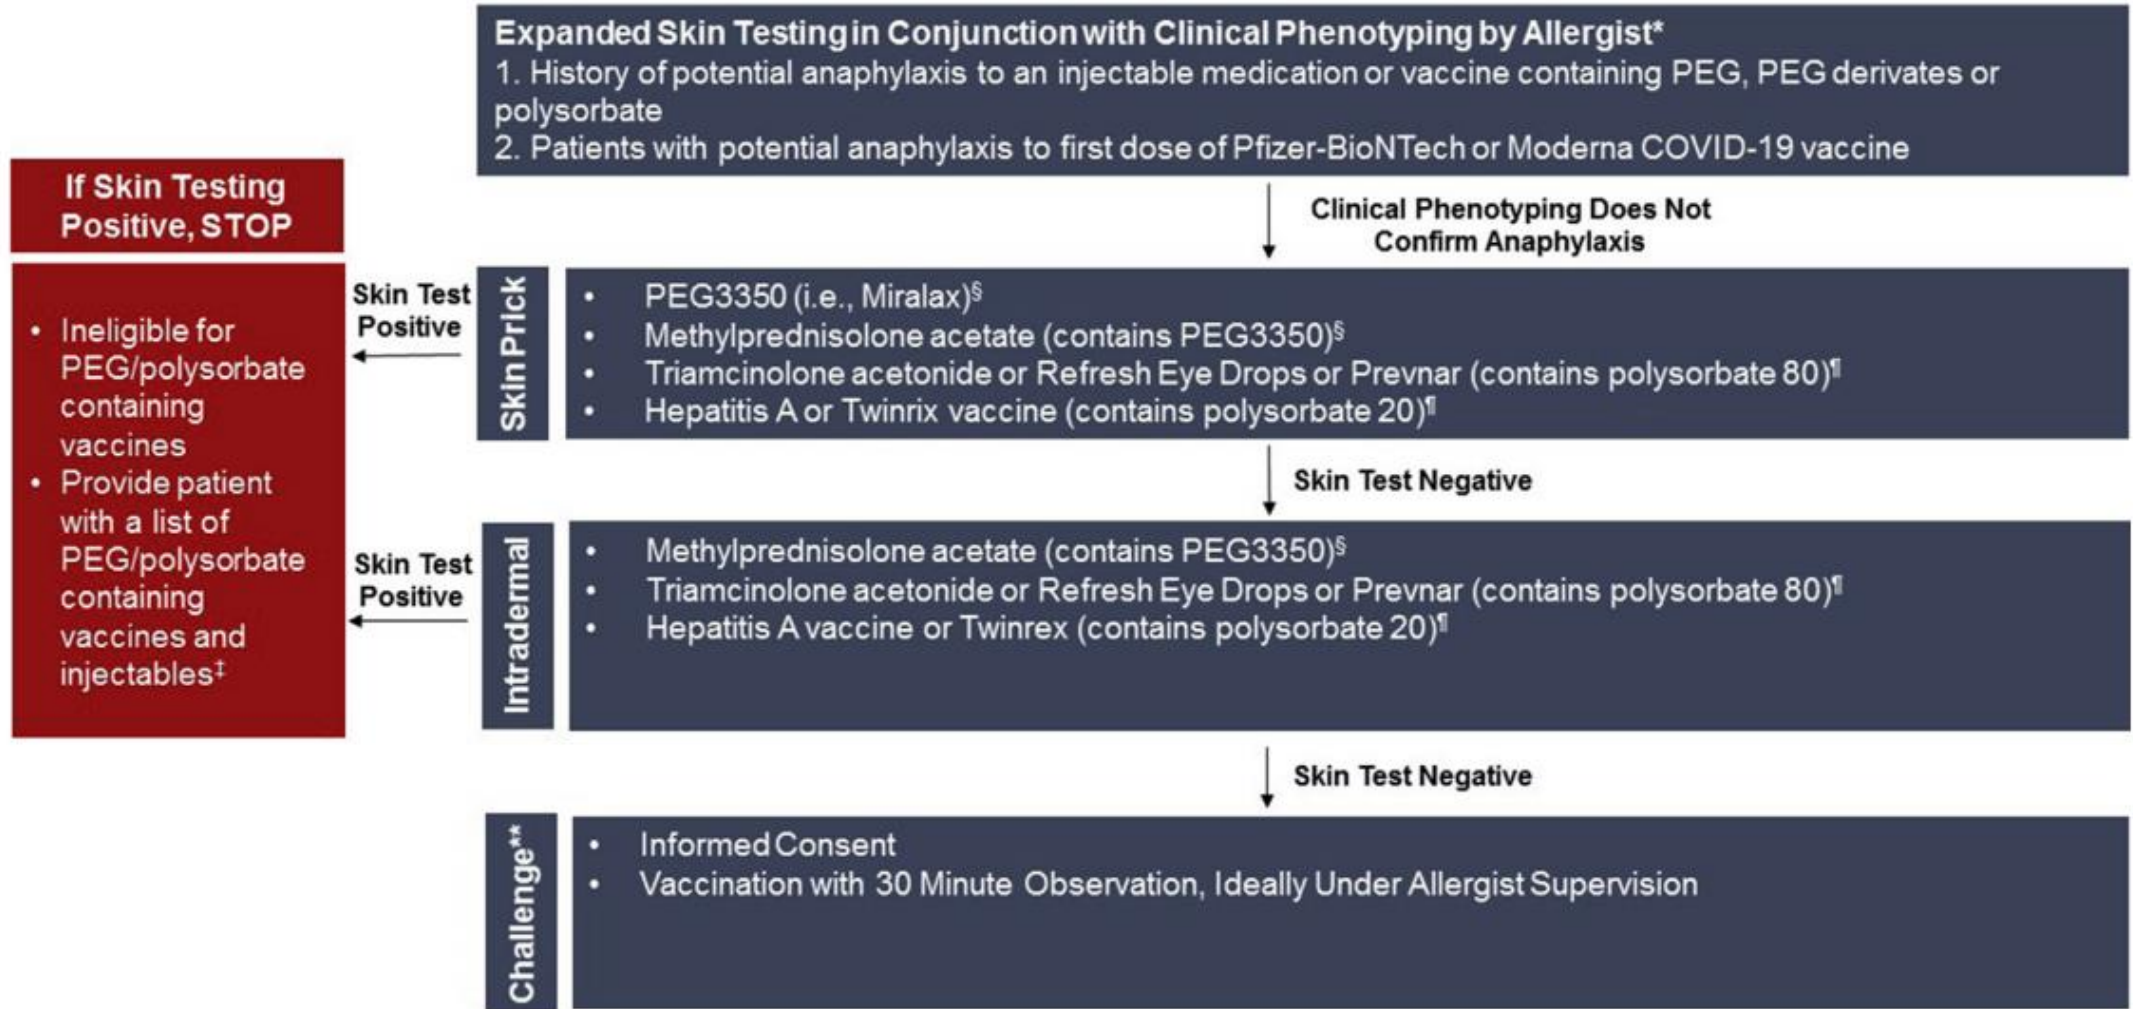 Expanded Skin Testing in Conjunction with Clinical Phenotyping by Allergist*
1. History of potential anaphylaxis to an injectable medication or vaccine containing PEG, PEG derivates or
polysorbate
2. Patients with potential anaphylaxis to first dose of Pfizer-BioNTech or Moderna COVID-19 vaccine
Clinical Phenotyping Does Not
Confirm Anaphylaxis
If Skin Testing
Positive, STOP
• Ineligible for
PEG/polysorbate
containing
vaccines
• Provide patient
with a list of
PEG/polysorbate
containing
vaccines and
injectables‡
Skin Test
Positive
Skin Prick
• PEG3350 (i.e., Miralax)§
• Methylprednisolone acetate (contains PEG3350)§
• Triamcinolone acetonide or Refresh Eye Drops or Prevnar (contains polysorbate 80)¶
• Hepatitis A or Twinrix vaccine (contains polysorbate 20)¶
Skin Test Negative
Skin Test
Positive
Intradermal
• Methylprednisolone acetate (contains PEG3350)§
• Triamcinolone acetonide or Refresh Eye Drops or Prevnar (contains polysorbate 80)¶
• Hepatitis A vaccine or Twinrex (contains polysorbate 20)¶
Skin Test Negative
Challenge**
• Informed Consent
• Vaccination with 30 Minute Observation, Ideally Under Allergist Supervision